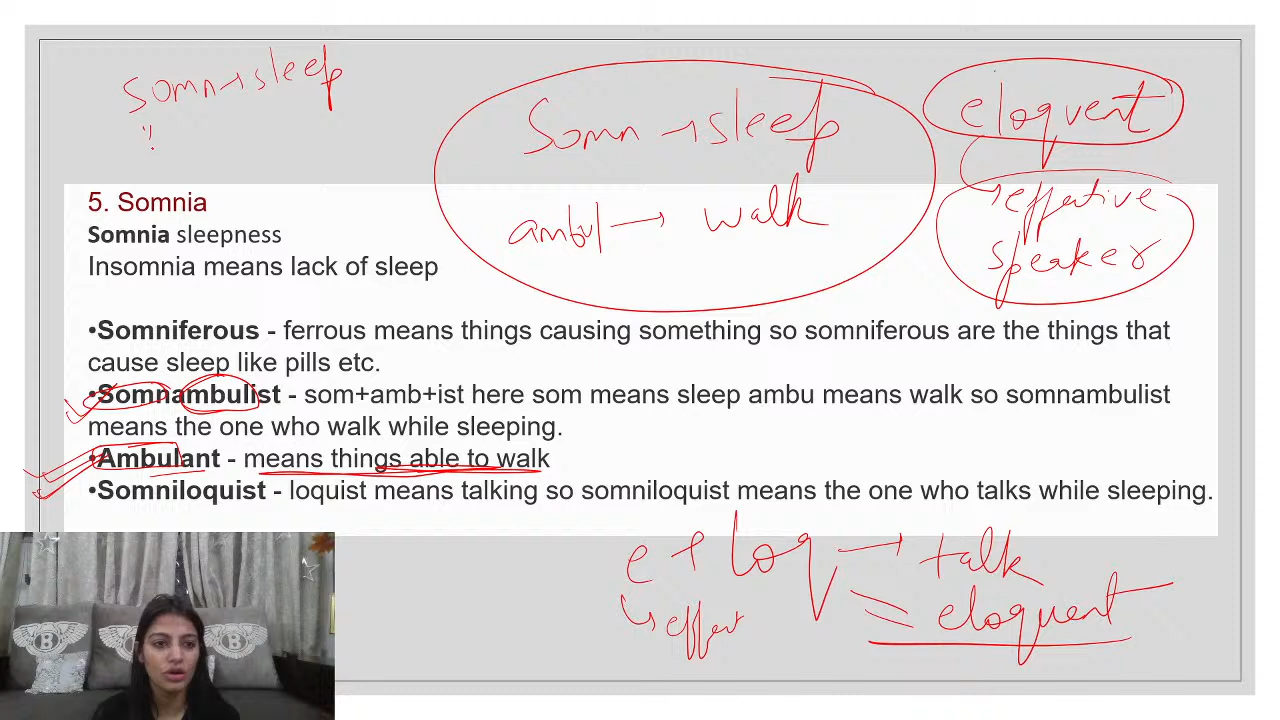 somn → sleep
Somn → sleep
ambul → walk
eloquent
effective
speaker
5. Somnia
Somnia sleepness
Insomnia means lack of sleep
•Somniferous - ferrous means things causing something so somniferous are the things that
cause sleep like pills etc.
•Somnambulist - som+amb+ist here som means sleep ambu means walk so somnambulist
means the one who walk while sleeping.
•Ambulant - means things able to walk
•Somniloquist - loquist means talking so somniloquist means the one who talks while sleeping.
e + loq → talk
effect
= eloquent
B
B